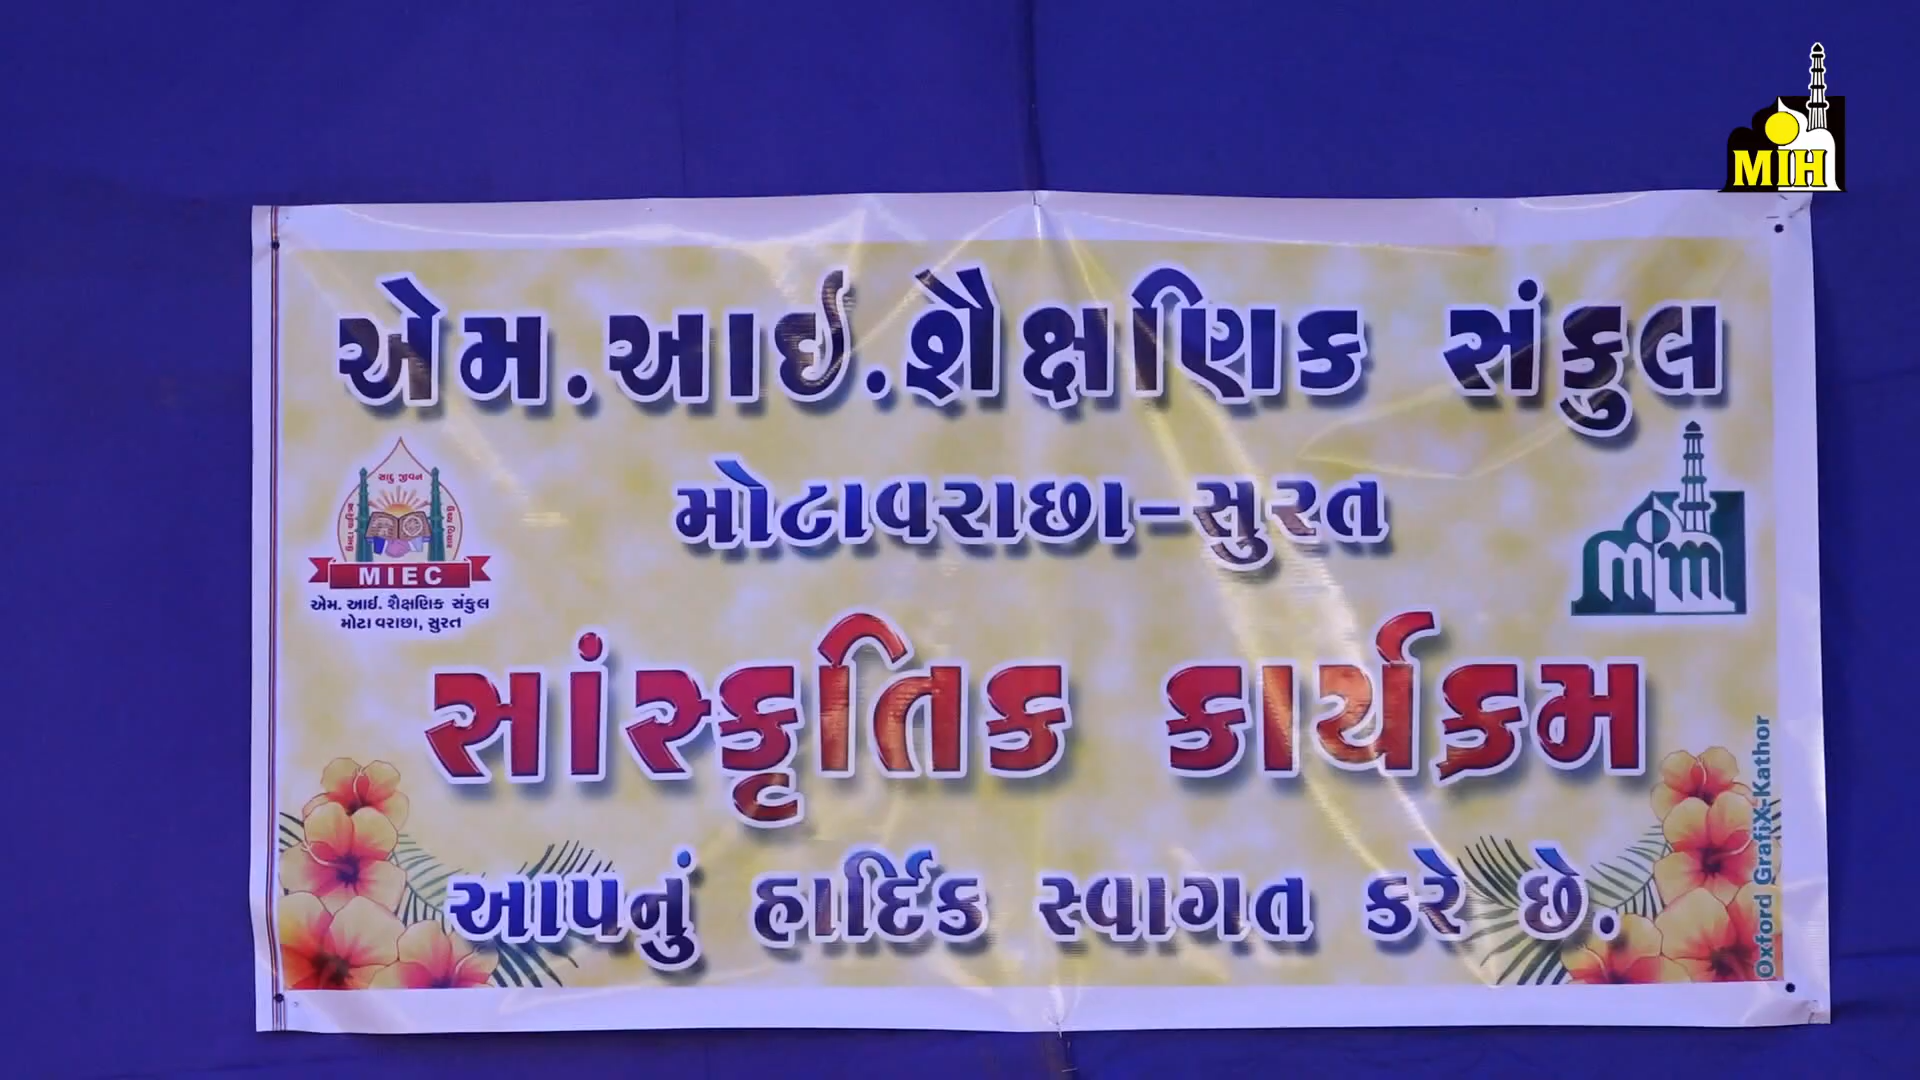 MIH
એમ.આઈ.શૈક્ષણિક સંકુલ
મોટાવરાછા-સુરત
સાદુ જીવન
MIEC
એમ. આઈ. શૈક્ષણિક સંકુલ
મોટા વરાછા, સુરત
સાંસ્કૃતિક કાર્યક્રમ
આપનું હાર્દિક સ્વાગત કરે છે.
Oxford GrafiX-Kathor